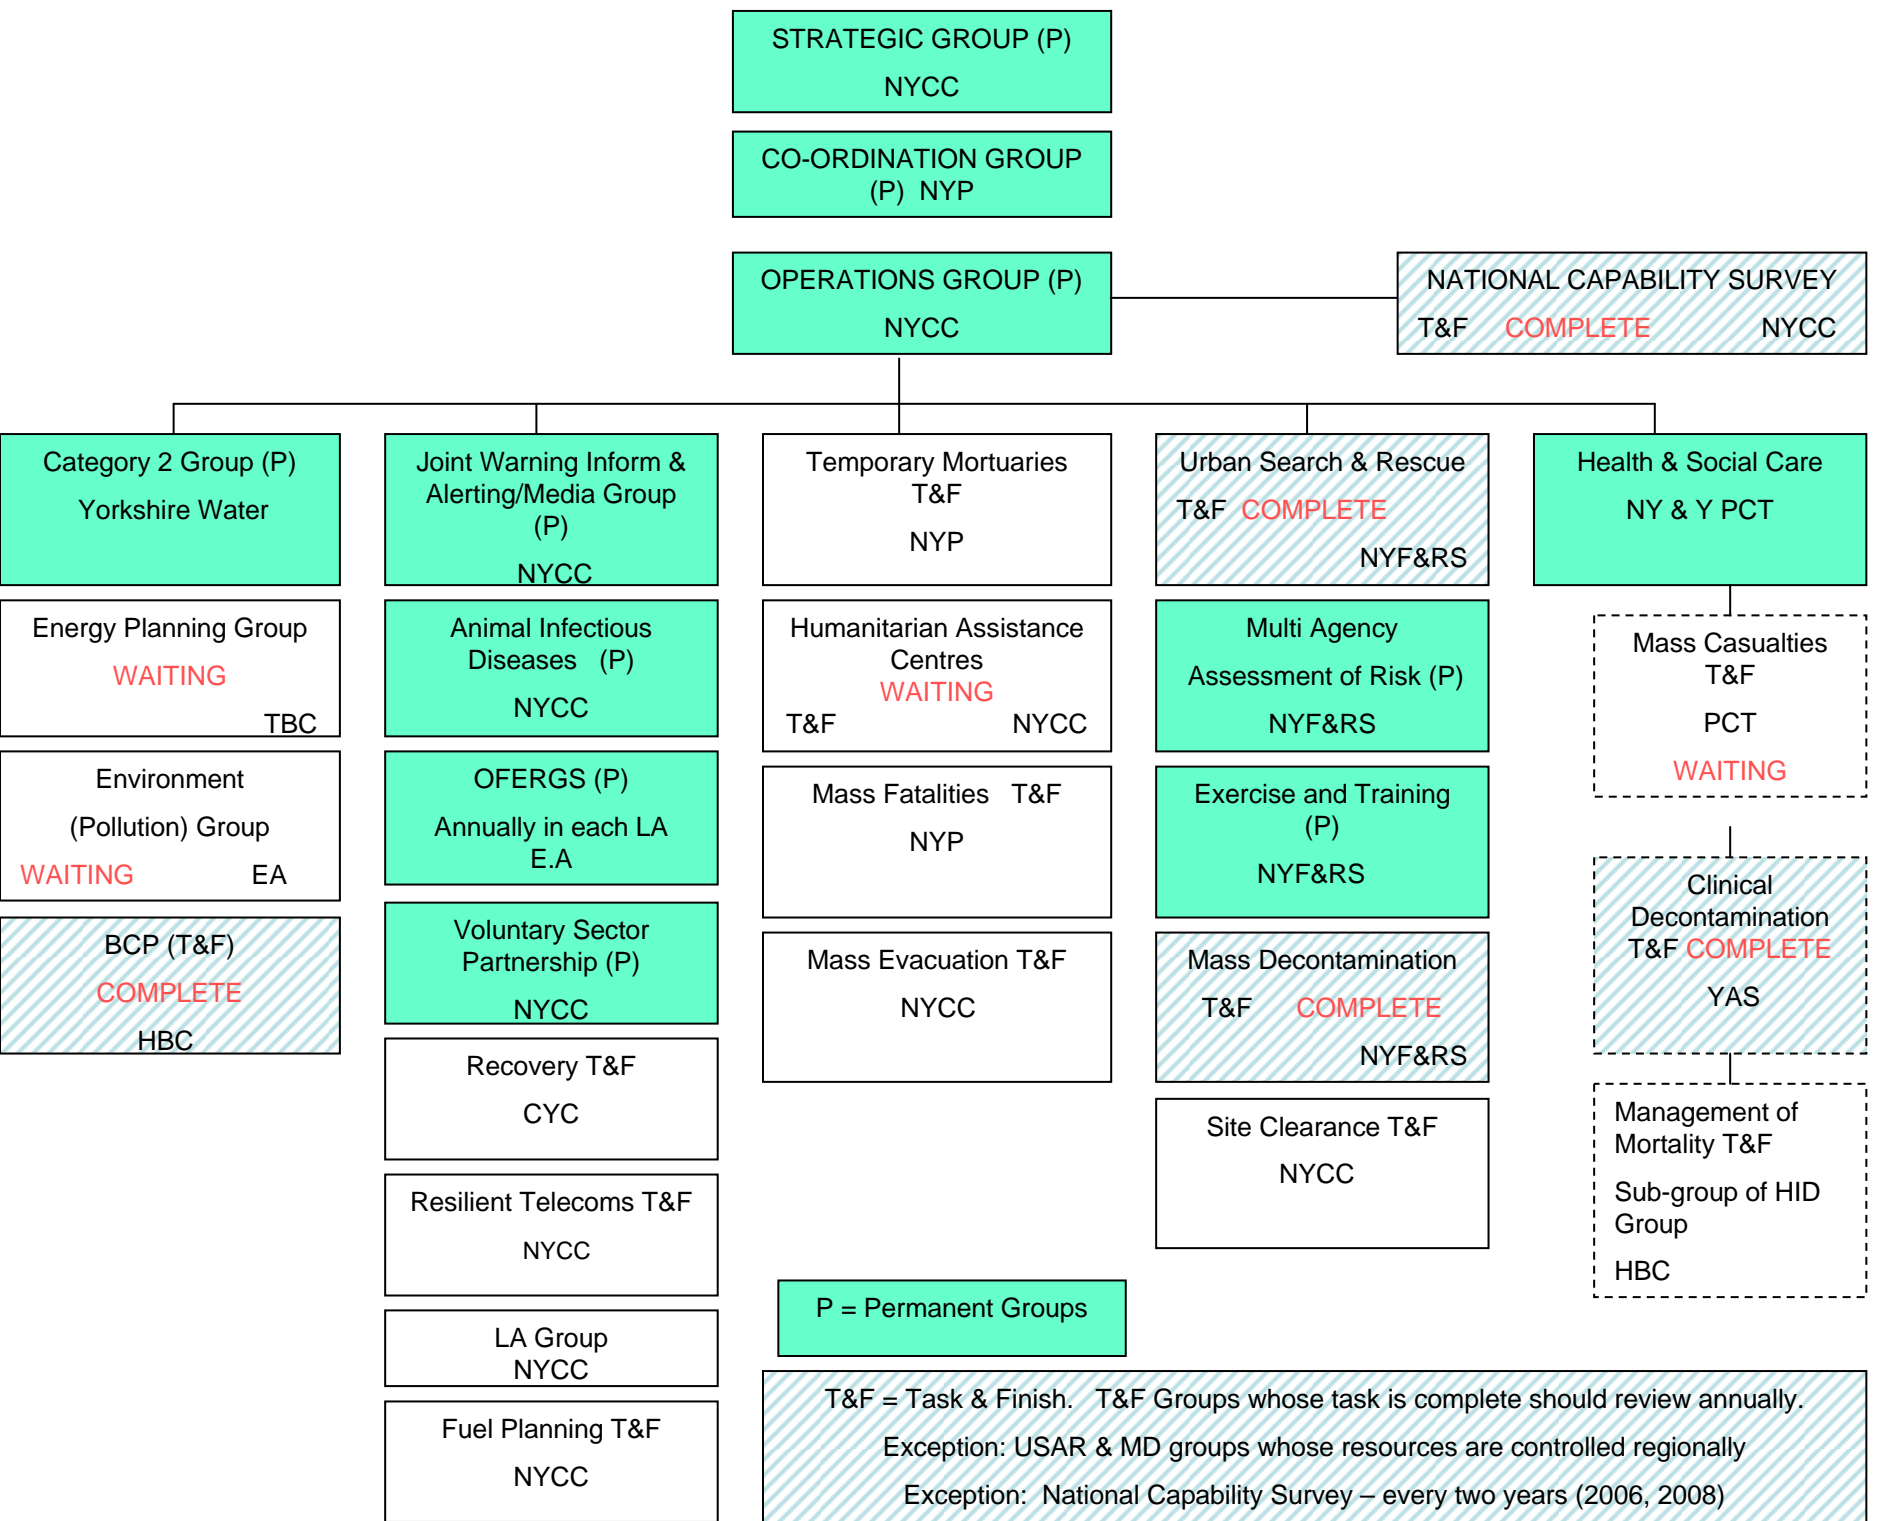 STRATEGIC GROUP (P)
NYCC
CO-ORDINATION GROUP
(P) NYP
OPERATIONS GROUP (P)
NYCC
NATIONAL CAPABILITY SURVEY
T&F COMPLETE NYCC
Category 2 Group (P)
Yorkshire Water
Energy Planning Group
WAITING
TBC
Environment
(Pollution) Group
WAITING EA
BCP (T&F)
COMPLETE
HBC
Joint Warning Inform &
Alerting/Media Group
(P)
NYCC
Animal Infectious
Diseases (P)
NYCC
OFERGS (P)
Annually in each LA
E.A
Voluntary Sector
Partnership (P)
NYCC
Recovery T&F
CYC
Resilient Telecoms T&F
NYCC
LA Group
NYCC
Fuel Planning T&F
NYCC
Temporary Mortuaries
T&F
NYP
Humanitarian Assistance
Centres
WAITING
T&F NYCC
Mass Fatalities T&F
NYP
Mass Evacuation T&F
NYCC
Urban Search & Rescue
T&F COMPLETE
NYF&RS
Multi Agency
Assessment of Risk (P)
NYF&RS
Exercise and Training
(P)
NYF&RS
Mass Decontamination
T&F COMPLETE
NYF&RS
Site Clearance T&F
NYCC
Health & Social Care
NY & Y PCT
Mass Casualties
T&F
PCT
WAITING
Clinical
Decontamination
T&F COMPLETE
YAS
Management of
Mortality T&F
Sub-group of HID
Group
HBC
P = Permanent Groups
T&F = Task & Finish. T&F Groups whose task is complete should review annually.
Exception: USAR & MD groups whose resources are controlled regionally
Exception: National Capability Survey – every two years (2006, 2008)